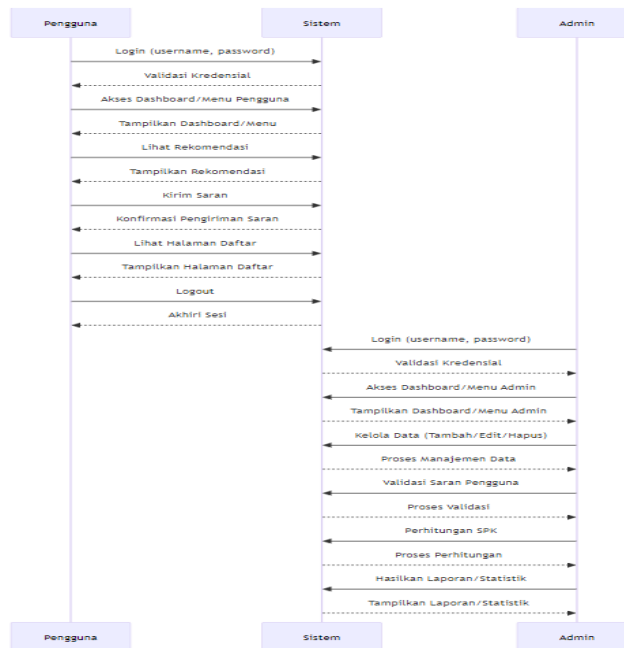 Pengguna
Sistem
Admin
Login (username, password)
Validasi Kredensial
Akses Dashboard/Menu Pengguna
Tampilkan Dashboard/Menu
Lihat Rekomendasi
Tampilkan Rekomendasi
Kirim Saran
Konfirmasi Pengiriman Saran
Lihat Halaman Daftar
Tampilkan Halaman Daftar
Logout
Akhiri Sesi
Login (username, password)
Validasi Kredensial
Akses Dashboard/Menu Admin
Tampilkan Dashboard/Menu Admin
Kelola Data (Tambah/Edit/Hapus)
Proses Manajemen Data
Validasi Saran Pengguna
Proses Validasi
Perhitungan SPK
Proses Perhitungan
Hasilkan Laporan/Statistik
Tampilkan Laporan/Statistik
Pengguna
Sistem
Admin